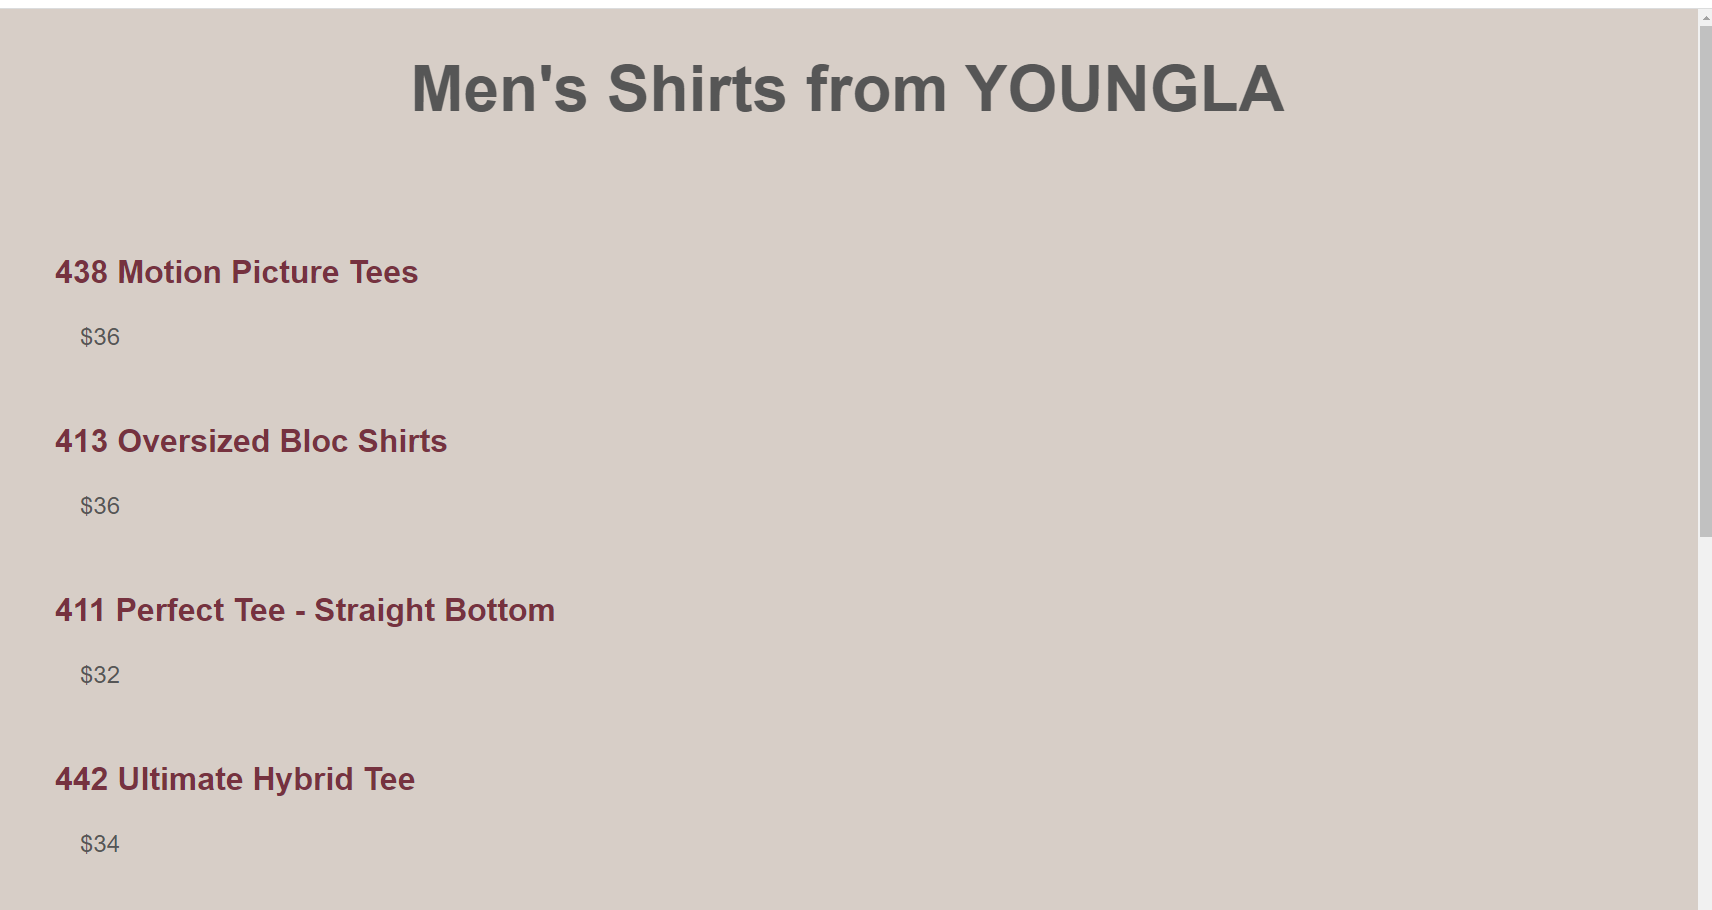 Men's Shirts from YOUNGLA
438 Motion Picture Tees
$36
413 Oversized Bloc Shirts
$36
411 Perfect Tee - Straight Bottom
$32
442 Ultimate Hybrid Tee
$34